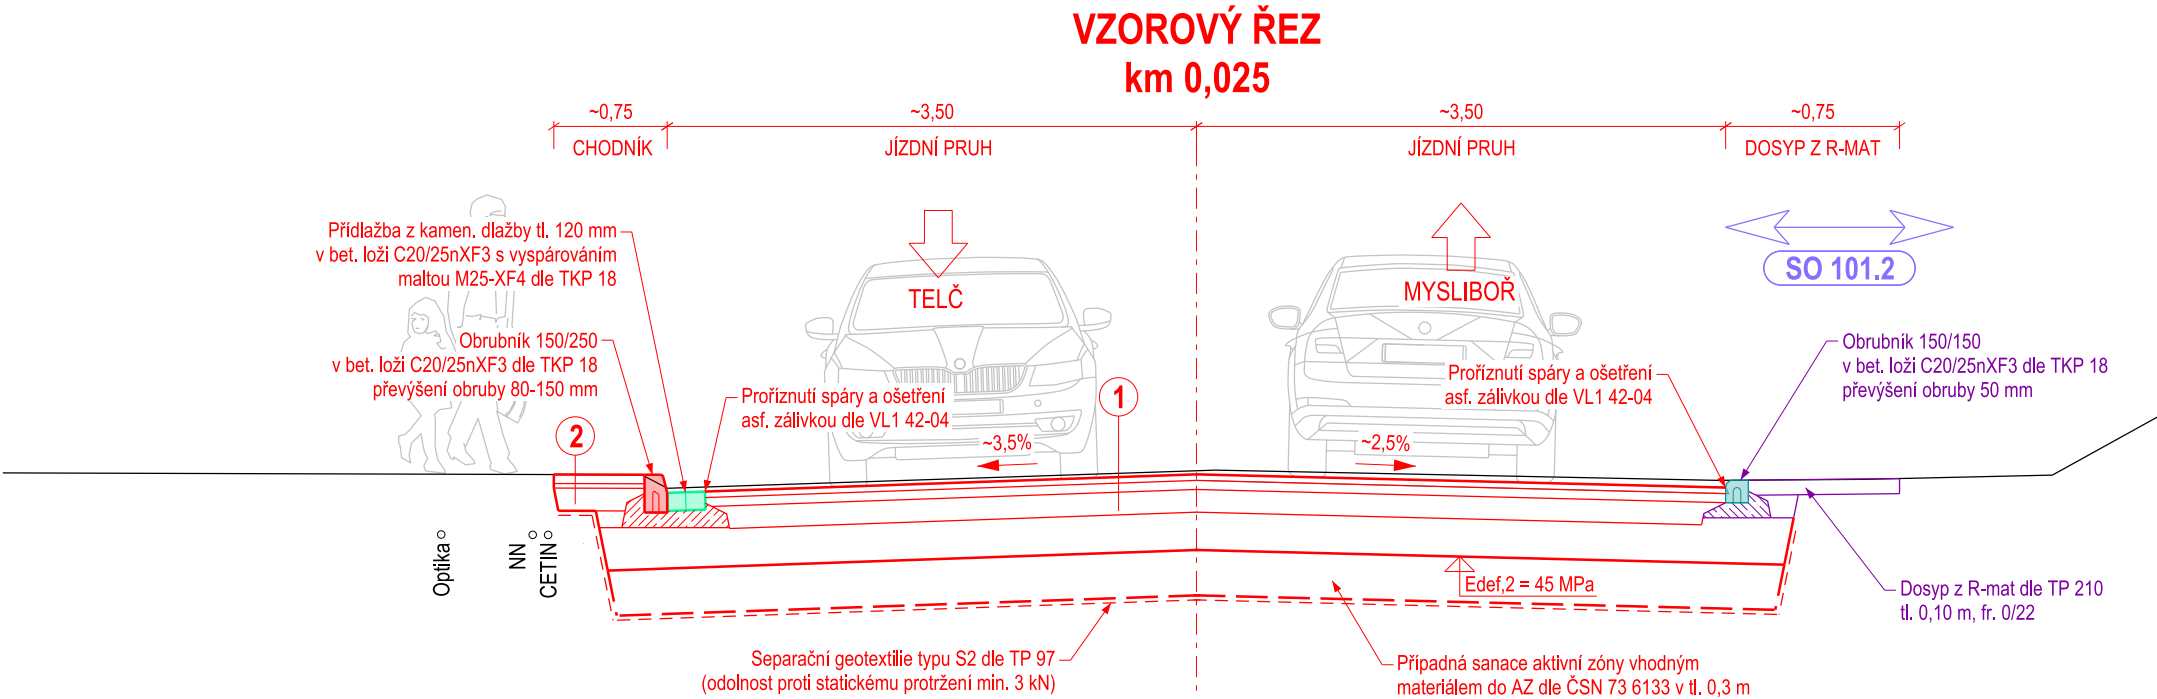 VZOROVÝ ŘEZ
km 0,025
~0,75
~3,50
~3,50
~0,75
CHODNÍK
JÍZDNÍ PRUH
JÍZDNÍ PRUH
DOSYP Z R-MAT
Přídlažba z kamen. dlažby tl. 120 mm
v bet. loži C20/25nXF3 s vyspárováním
maltou M25-XF4 dle TKP 18
TELČ
MYSLIBOŘ
SO 101.2
Obrubník 150/250
v bet. loži C20/25nXF3 dle TKP 18
převýšení obruby 80-150 mm
Proříznutí spáry a ošetření
asf. zálivkou dle VL1 42-04
1
Proříznutí spáry a ošetření
asf. zálivkou dle VL1 42-04
Obrubník 150/150
v bet. loži C20/25nXF3 dle TKP 18
převýšení obruby 50 mm
2
~3,5%
~2,5%
Optika
NN
CETIN
Edef,2 = 45 MPa
Dosyp z R-mat dle TP 210
tl. 0,10 m, fr. 0/22
Separační geotextilie typu S2 dle TP 97
(odolnost proti statickému protržení min. 3 kN)
Případná sanace aktivní zóny vhodným
materiálem do AZ dle ČSN 73 6133 v tl. 0,3 m